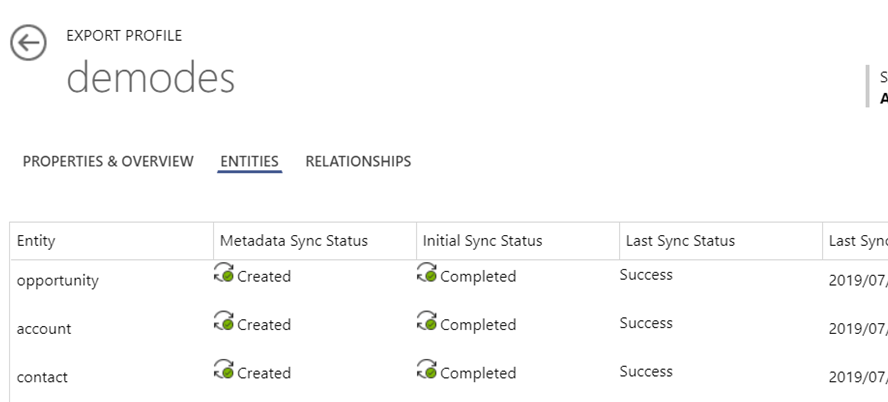 EXPORT PROFILE
demodes
S
A
PROPERTIES & OVERVIEW ENTITIES RELATIONSHIPS
Entity Metadata Sync Status Initial Sync Status Last Sync Status Last Sync
opportunity Created Completed Success 2019/07/
account Created Completed Success 2019/07/
contact Created Completed Success 2019/07/